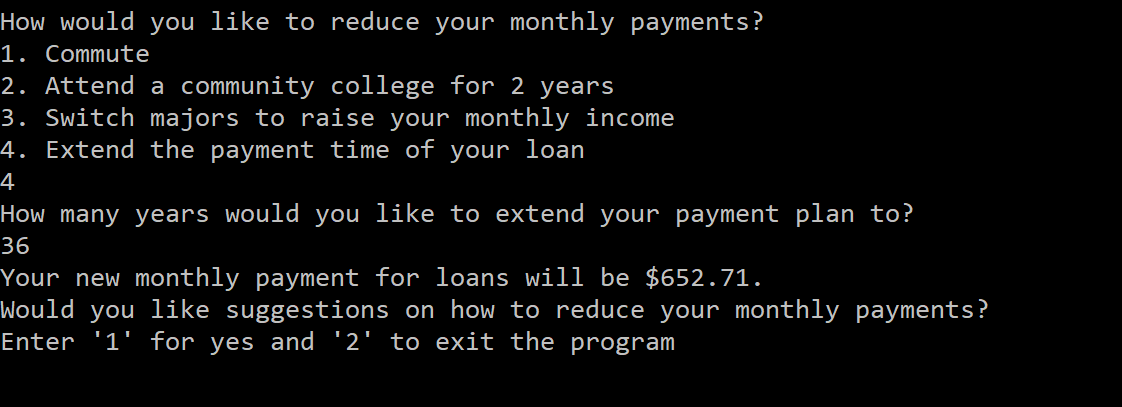 How would you like to reduce your monthly payments?
1. Commute
2. Attend a community college for 2 years
3. Switch majors to raise your monthly income
4. Extend the payment time of your loan
4
How many years would you like to extend your payment plan to?
36
Your new monthly payment for loans will be $652.71.
Would you like suggestions on how to reduce your monthly payments?
Enter '1' for yes and '2' to exit the program